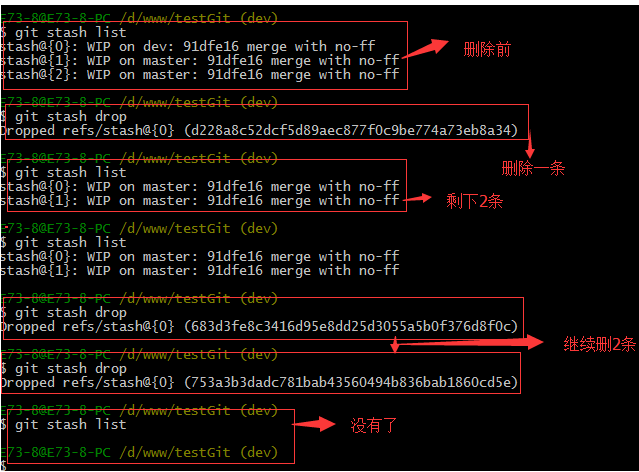 E73-8@E73-8-PC /d/www/testGit (dev)
$ git stash list
stash@{0}: WIP on dev: 91dfe16 merge with no-ff
stash@{1}: WIP on master: 91dfe16 merge with no-ff
stash@{2}: WIP on master: 91dfe16 merge with no-ff
删除前
E73-8@E73-8-PC /d/www/testGit (dev)
$ git stash drop
Dropped refs/stash@{0} (d228a8c52dcf5d89aec877f0c9be774a73eb8a34)
删除一条
E73-8@E73-8-PC /d/www/testGit (dev)
$ git stash list
stash@{0}: WIP on master: 91dfe16 merge with no-ff
stash@{1}: WIP on master: 91dfe16 merge with no-ff
剩下2条
E73-8@E73-8-PC /d/www/testGit (dev)
$ git stash list
stash@{0}: WIP on master: 91dfe16 merge with no-ff
stash@{1}: WIP on master: 91dfe16 merge with no-ff
E73-8@E73-8-PC /d/www/testGit (dev)
$ git stash drop
Dropped refs/stash@{0} (683d3fe8c3416d95e8dd25d3055a5b0f376d8f0c)
继续删2条
E73-8@E73-8-PC /d/www/testGit (dev)
$ git stash drop
Dropped refs/stash@{0} (753a3b3dadc781bab43560494b836bab1860cd5e)
E73-8@E73-8-PC /d/www/testGit (dev)
$ git stash list
没有了
E73-8@E73-8-PC /d/www/testGit (dev)
$